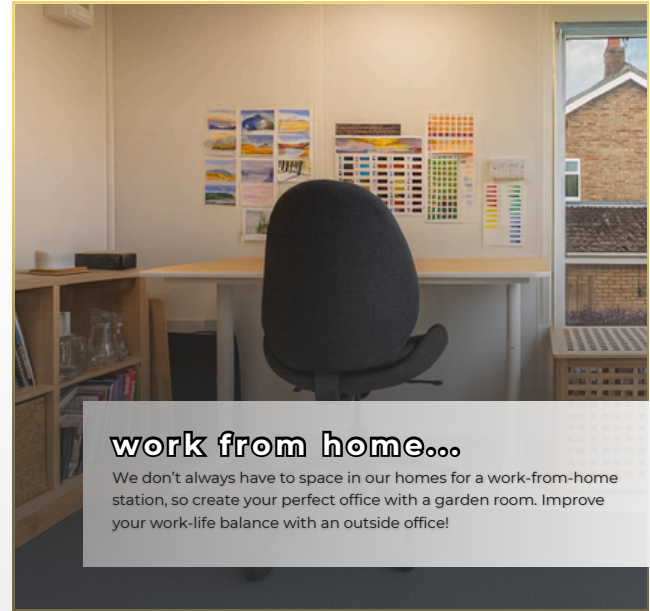 work from home...
We don’t always have to space in our homes for a work-from-home
station, so create your perfect office with a garden room. Improve
your work-life balance with an outside office!